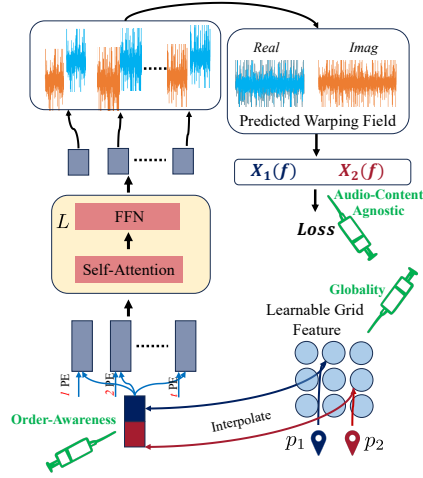 Real Imag
Predicted Warping Field
X₁(f) X₂(f)
Audio-Content
Agnostic
Loss
L
FFN
Self-Attention
Globality
Learnable Grid
Feature
1 PE
2 PE
t PE
Order-Awareness
Interpolate
p₁ p₂